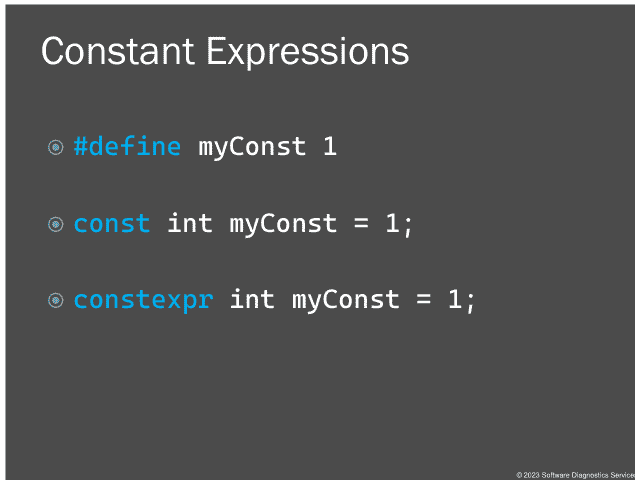 Constant Expressions
#define myConst 1
const int myConst = 1;
constexpr int myConst = 1;
© 2023 Software Diagnostics Services